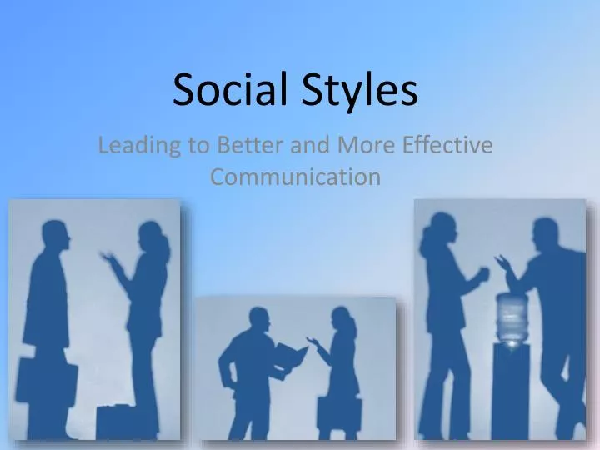 Social Styles
Leading to Better and More Effective
Communication